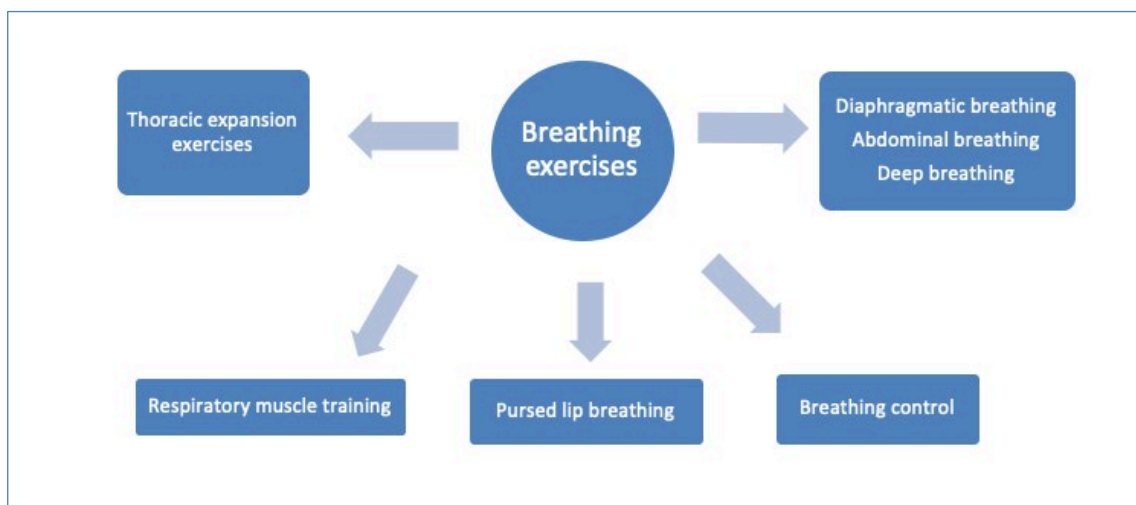 Thoracic expansion
exercises
Breathing
exercises
Diaphragmatic breathing
Abdominal breathing
Deep breathing
Respiratory muscle training
Pursed lip breathing
Breathing control